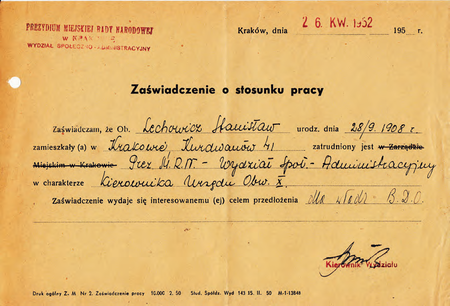 PREZYDIUM MIEJSKIEJ RADY NARODOWEJ
w KRAKOWIE
WYDZIAŁ SPOŁECZNO-ADMINISTRACYJNY
Kraków, dnia 26. KW. 1952 195 r.
Zaświadczenie o stosunku pracy
Zaświadczam, że Ob. Lechowicz Stanisław urodz. dnia 28/9. 1908 r.
zamieszkały (a) w Krakowie, Kurdwanów 41 zatrudniony jest w Zarządzie
Miejskim w Krakowie Prez M.R.N - Wydział Społ.- Administracyjny
w charakterze Kierownika Urzędu Obw. X.
Zaświadczenie wydaje się interesowanemu (ej) celem przedłożenia dla władz - B.D.O.
Kierownik Wydziału
Druk ogólny Z. M. Nr 2. Zaświadczenie pracy 10.000 2. 50 Stud. Spółdz. Wyd 143 15. II. 50 M-1-13846